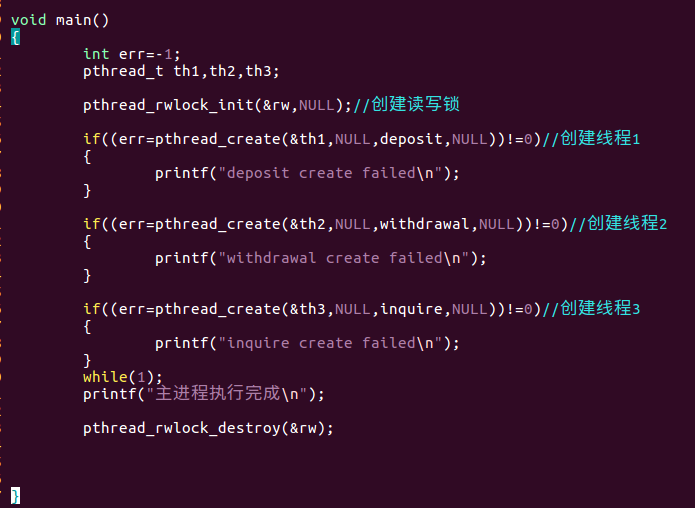 void main()
{
int err=-1;
pthread_t th1,th2,th3;
pthread_rwlock_init(&rw,NULL);//创建读写锁
if((err=pthread_create(&th1,NULL,deposit,NULL))!=0)//创建线程1
{
printf("deposit create failed\n");
}
if((err=pthread_create(&th2,NULL,withdrawal,NULL))!=0)//创建线程2
{
printf("withdrawal create failed\n");
}
if((err=pthread_create(&th3,NULL,inquire,NULL))!=0)//创建线程3
{
printf("inquire create failed\n");
}
while(1);
printf("主进程执行完成\n");
pthread_rwlock_destroy(&rw);
}